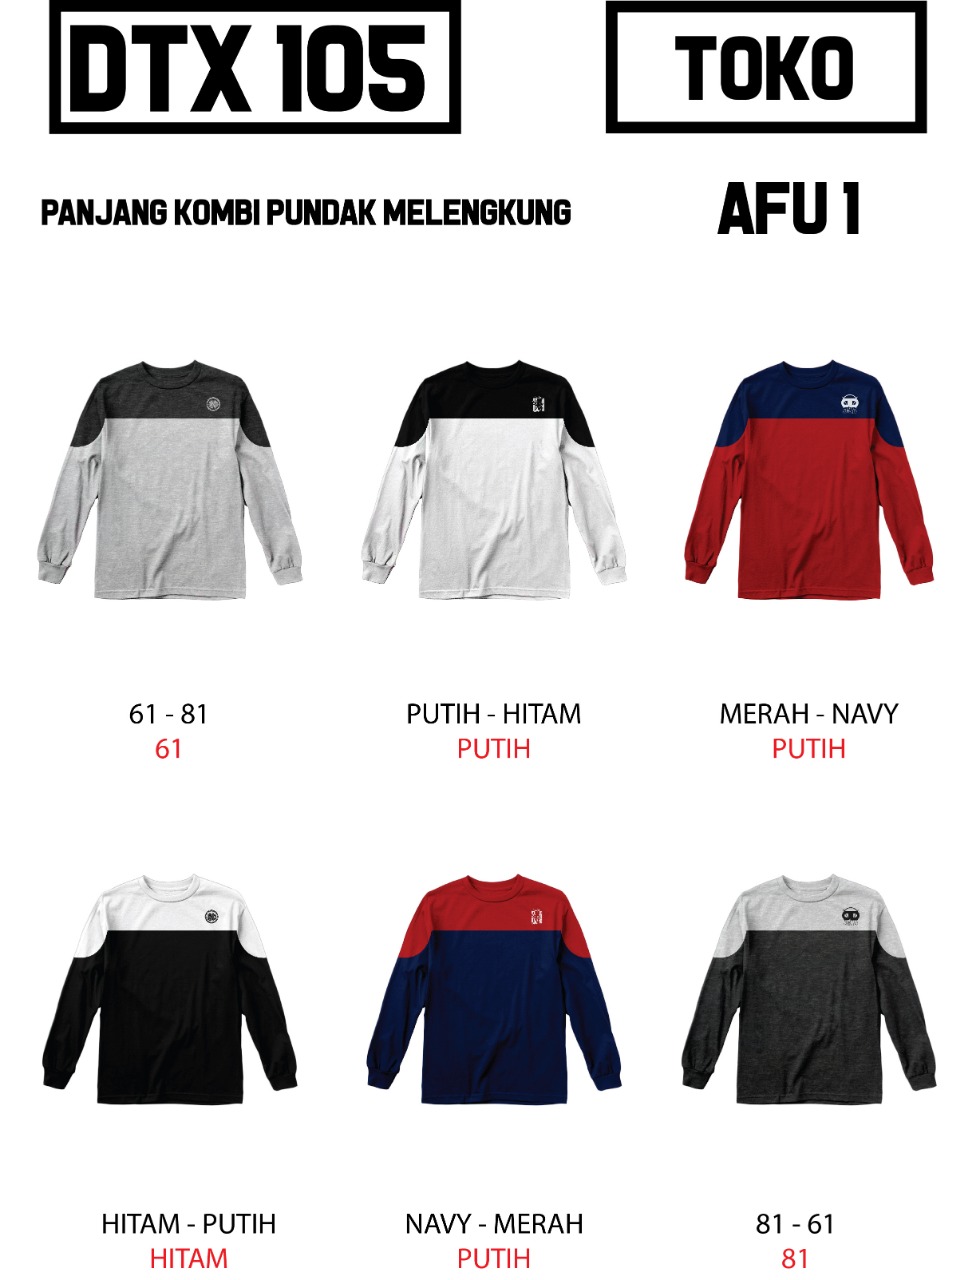 DTX 105
TOKO
PANJANG KOMBI PUNDAK MELENGKUNG
AFU 1
61 - 81
61
PUTIH - HITAM
PUTIH
MERAH - NAVY
PUTIH
HITAM - PUTIH
HITAM
NAVY - MERAH
PUTIH
81 - 61
81